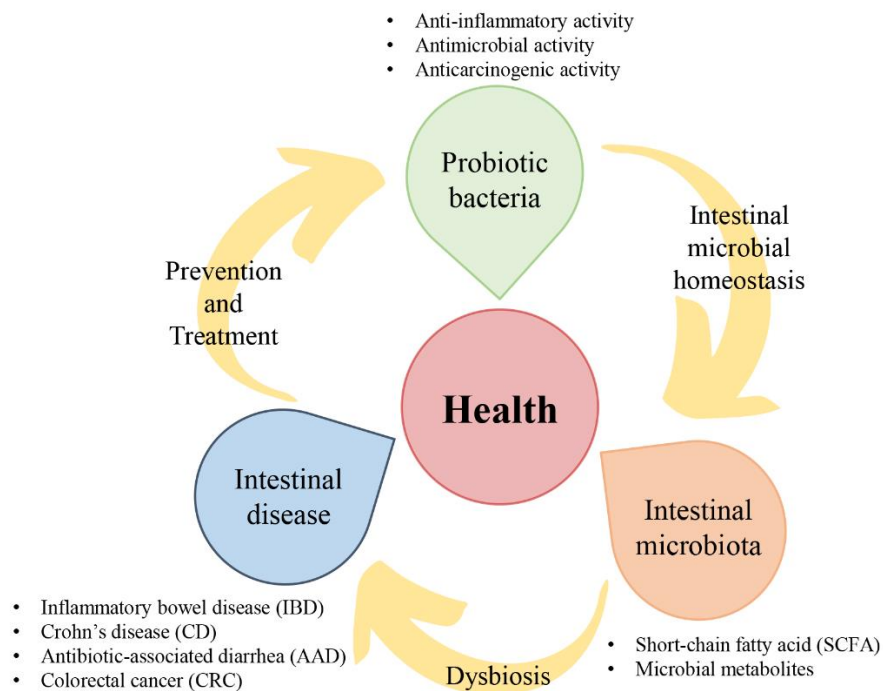 • Anti-inflammatory activity
• Antimicrobial activity
• Anticarcinogenic activity
Probiotic
bacteria
Intestinal
microbial
homeostasis
Prevention
and
Treatment
Health
Intestinal
disease
Intestinal
microbiota
• Inflammatory bowel disease (IBD)
• Crohn’s disease (CD)
• Antibiotic-associated diarrhea (AAD)
• Colorectal cancer (CRC)
Dysbiosis
• Short-chain fatty acid (SCFA)
• Microbial metabolites